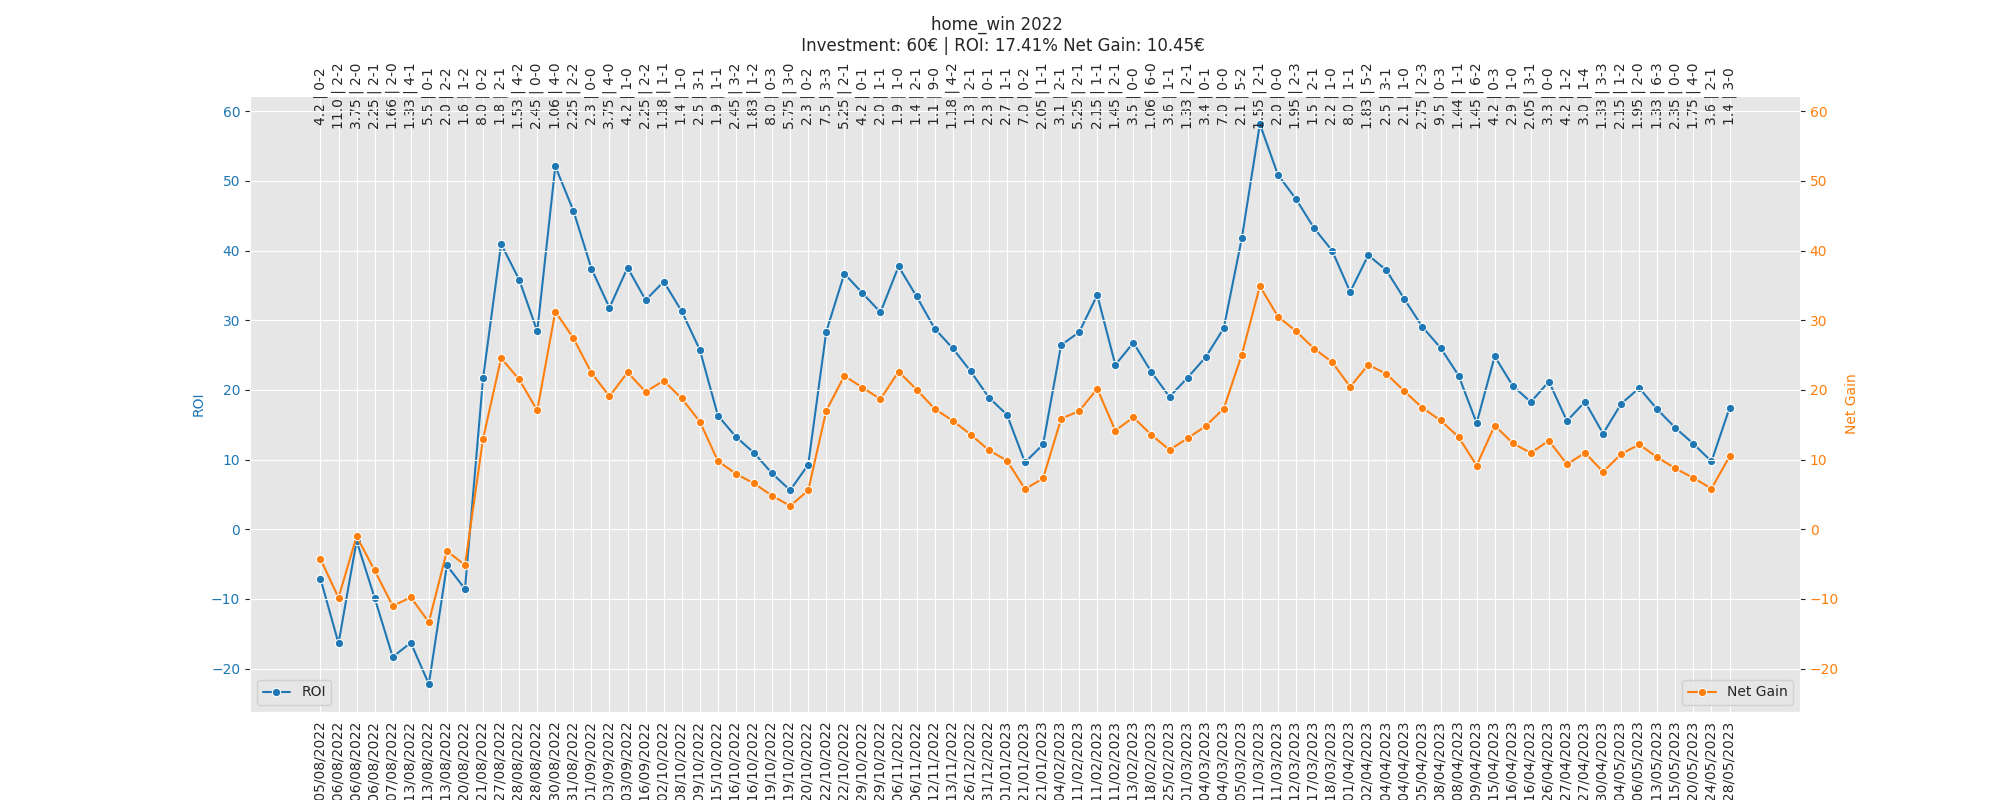 home_win 2022
Investment: 60€ | ROI: 17.41% Net Gain: 10.45€
4.2 | 0-2
11.0 | 2-2
3.75 | 2-0
2.25 | 2-1
1.66 | 2-0
1.33 | 4-1
5.5 | 0-1
2.0 | 2-2
1.6 | 1-2
8.0 | 0-2
1.8 | 2-1
1.53 | 4-2
2.45 | 0-0
1.06 | 4-0
2.25 | 2-2
2.3 | 0-0
3.75 | 4-0
4.2 | 1-0
2.25 | 2-2
1.18 | 1-1
1.4 | 1-0
2.5 | 3-1
1.9 | 1-1
2.45 | 3-2
1.83 | 1-2
8.0 | 0-3
5.75 | 3-0
2.3 | 0-2
7.5 | 3-3
5.25 | 2-1
4.2 | 0-1
2.0 | 1-1
1.9 | 1-0
1.4 | 2-1
1.1 | 9-0
1.18 | 4-2
1.3 | 2-1
2.3 | 0-1
2.7 | 1-1
7.0 | 0-2
2.05 | 1-1
3.1 | 2-1
5.25 | 2-1
2.15 | 1-1
1.45 | 2-1
3.5 | 0-0
1.06 | 6-0
3.6 | 1-1
1.33 | 2-1
3.4 | 0-1
7.0 | 0-0
2.1 | 5-2
1.55 | 2-1
2.0 | 0-0
1.95 | 2-3
1.5 | 2-1
2.2 | 1-0
8.0 | 1-1
1.83 | 5-2
2.5 | 3-1
2.1 | 1-0
2.75 | 2-3
9.5 | 0-3
1.44 | 1-1
1.45 | 6-2
4.2 | 0-3
2.9 | 1-0
2.05 | 3-1
3.3 | 0-0
4.2 | 1-2
3.0 | 1-4
1.33 | 3-3
2.15 | 1-2
1.95 | 2-0
1.33 | 6-3
2.35 | 0-0
1.75 | 4-0
3.6 | 2-1
1.4 | 3-0
60
50
40
30
20
10
0
−10
−20
ROI
60
50
40
30
20
10
0
−10
−20
Net Gain
ROI
Net Gain
05/08/2022
06/08/2022
06/08/2022
06/08/2022
07/08/2022
13/08/2022
13/08/2022
13/08/2022
20/08/2022
21/08/2022
27/08/2022
28/08/2022
28/08/2022
30/08/2022
31/08/2022
01/09/2022
03/09/2022
03/09/2022
16/09/2022
02/10/2022
08/10/2022
09/10/2022
15/10/2022
16/10/2022
16/10/2022
19/10/2022
19/10/2022
20/10/2022
22/10/2022
22/10/2022
29/10/2022
29/10/2022
06/11/2022
06/11/2022
12/11/2022
13/11/2022
26/12/2022
31/12/2022
01/01/2023
21/01/2023
21/01/2023
04/02/2023
11/02/2023
11/02/2023
13/02/2023
18/02/2023
01/03/2023
04/03/2023
04/03/2023
05/03/2023
11/03/2023
11/03/2023
12/03/2023
17/03/2023
18/03/2023
01/04/2023
02/04/2023
04/04/2023
04/04/2023
05/04/2023
08/04/2023
08/04/2023
09/04/2023
15/04/2023
16/04/2023
16/04/2023
26/04/2023
27/04/2023
27/04/2023
30/04/2023
04/05/2023
06/05/2023
13/05/2023
15/05/2023
20/05/2023
24/05/2023
28/05/2023